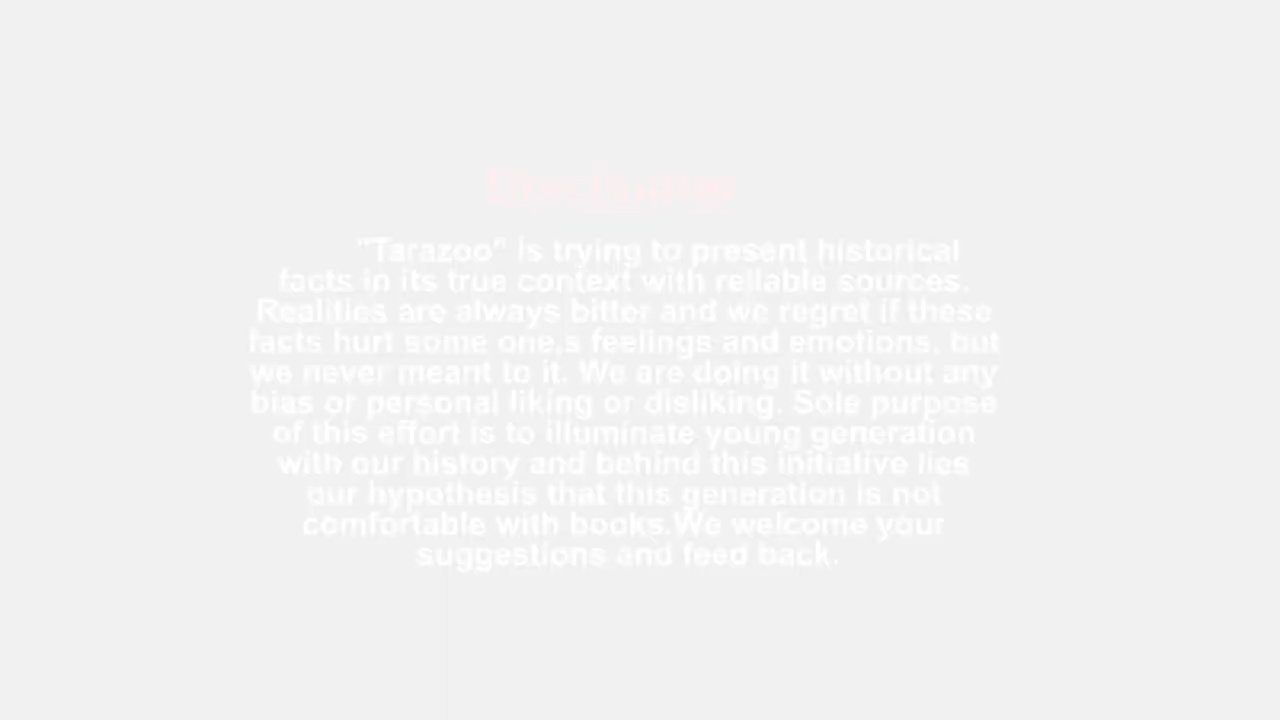 Disclaimer
"Tarazoo" is trying to present historical
facts in its true context with reliable sources.
Realities are always bitter and we regret if these
facts hurt some one,s feelings and emotions, but
we never meant to it. We are doing it without any
bias or personal liking or disliking. Sole purpose
of this effort is to illuminate young generation
with our history and behind this initiative lies
our hypothesis that this generation is not
comfortable with books.We welcome your
suggestions and feed back.